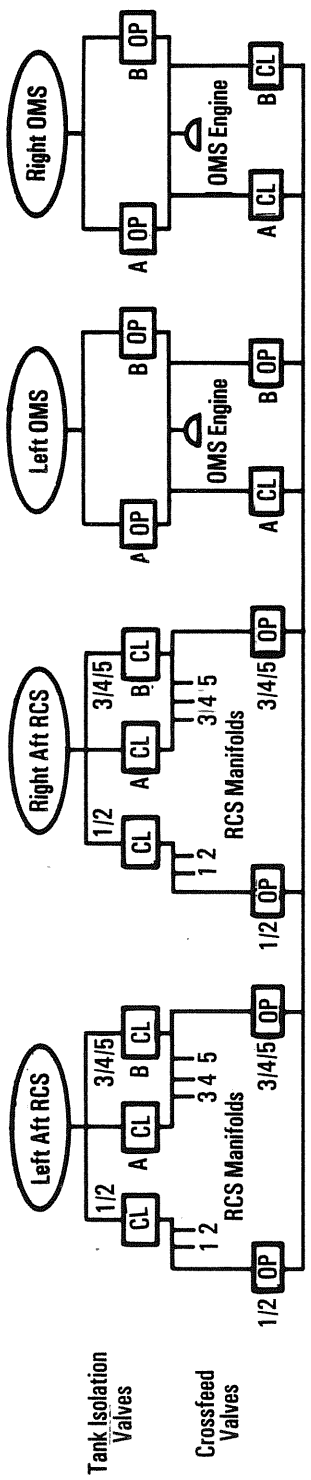 Tank Isolation
Valves
Crossfeed
Valves
Left Aft RCS
1/2
3/4/5
CL
CL
CL
A
B
1 2
3 4 5
RCS Manifolds
OP
OP
1/2
3/4/5
Right Aft RCS
1/2
3/4/5
CL
CL
CL
A
B
1 2
3/4 5
RCS Manifolds
OP
OP
1/2
3/4/5
Left OMS
A
OP
B
OP
OMS Engine
A
CL
B
OP
Right OMS
A
OP
B
OP
OMS Engine
A
CL
B
CL